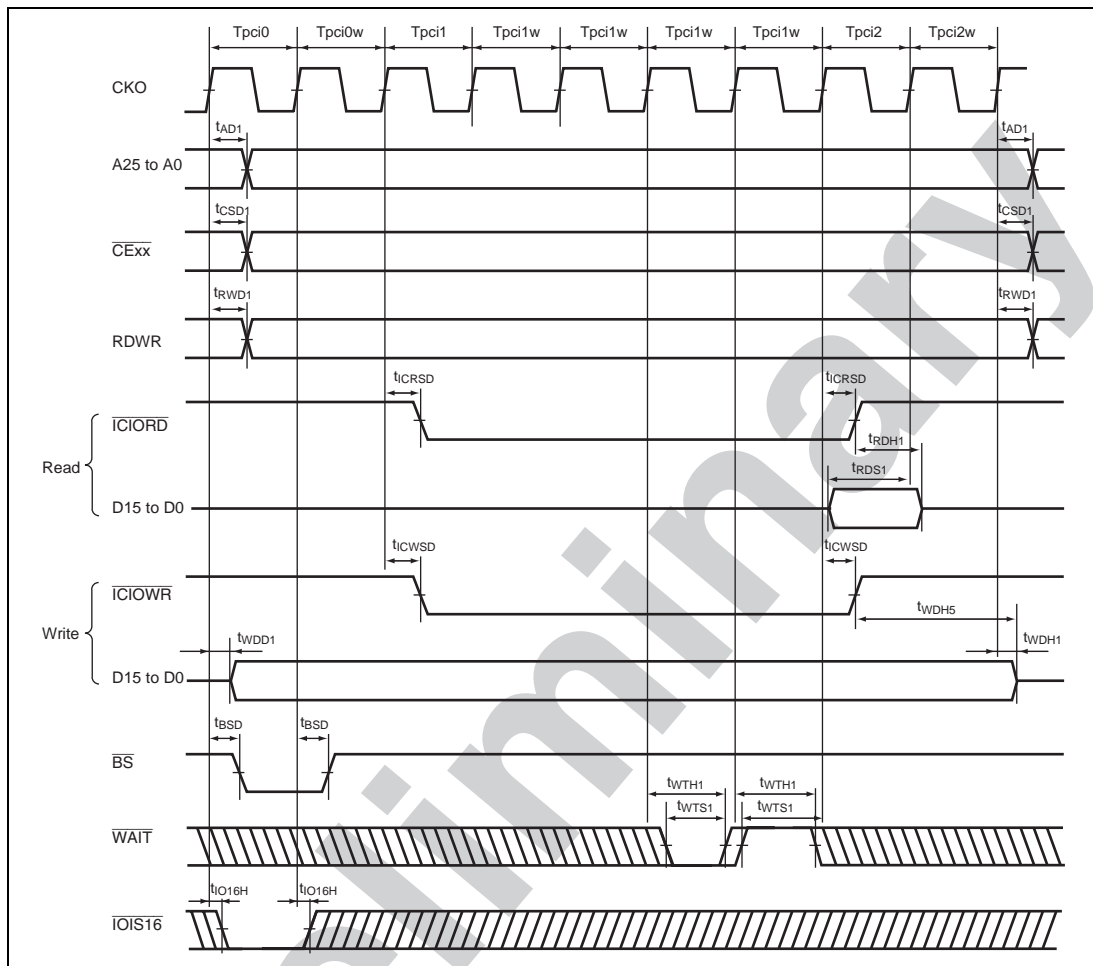 Tpci0 Tpci0w Tpci1 Tpci1w Tpci1w Tpci1w Tpci1w Tpci2 Tpci2w
CKO
tAD1 tAD1
A25 to A0
tCSD1 tCSD1
CExx
tRWD1 tRWD1
RDWR
tICRSD tICRSD
ICIORD
tRDH1
Read
tRDS1
D15 to D0
tICWSD tICWSD
ICIOWR
tWDH5
Write
tWDD1 tWDH1
D15 to D0
tBSD tBSD
BS
tWTH1 tWTH1
tWTS1 tWTS1
WAIT
tIO16H tIO16H
IOIS16